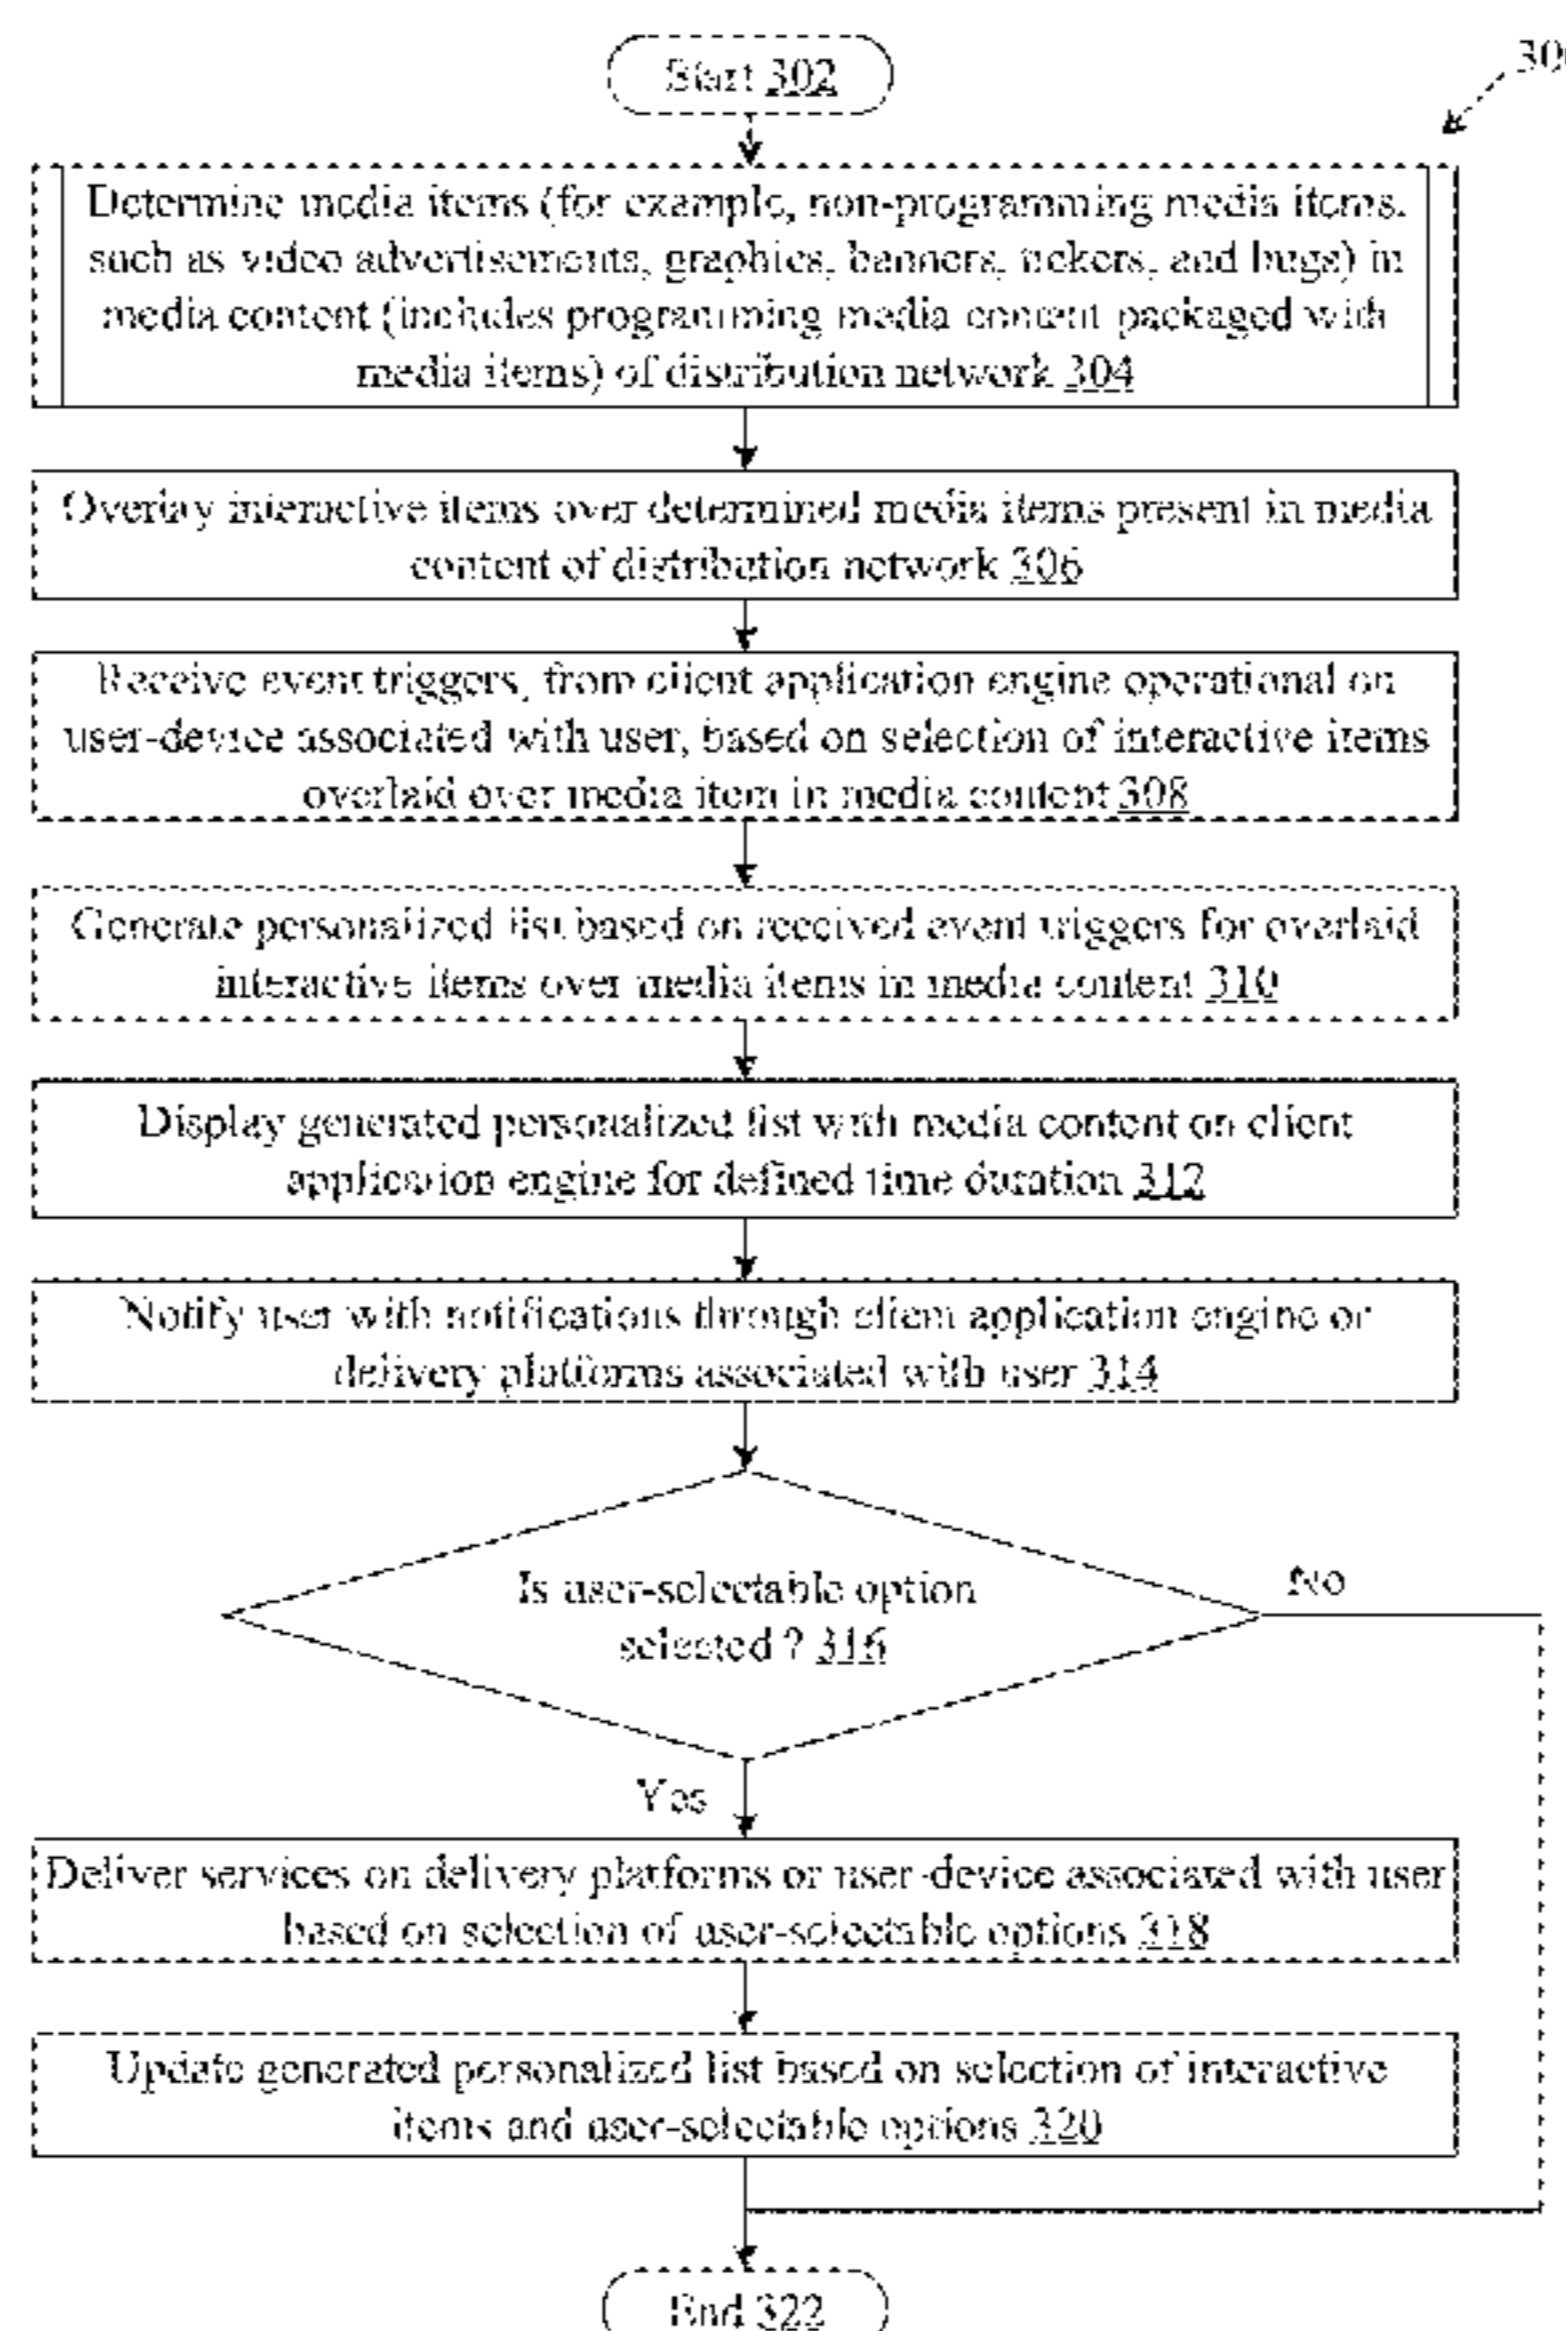 Start 302
Determine media items (for example, non-programming media items,
such as video advertisements, graphics, banners, tickers, and bugs) in
media content (includes programming media content packaged with
media items) of distribution network 304
Overlay interactive items over determined media items present in media
content of distribution network 306
Receive event triggers, from client application engine operational on
user-device associated with user, based on selection of interactive items
overlaid over media item in media content 308
Generate personalized list based on received event triggers for overlaid
interactive items over media items in media content 310
Display generated personalized list with media content on client
application engine for defined time duration 312
Notify user with notifications through client application engine or
delivery platforms associated with user 314
Is user-selectable option
selected ? 316
No
Yes
Deliver services on delivery platforms or user-device associated with user
based on selection of user-selectable options 318
Update generated personalized list based on selection of interactive
items and user-selectable options 320
End 322